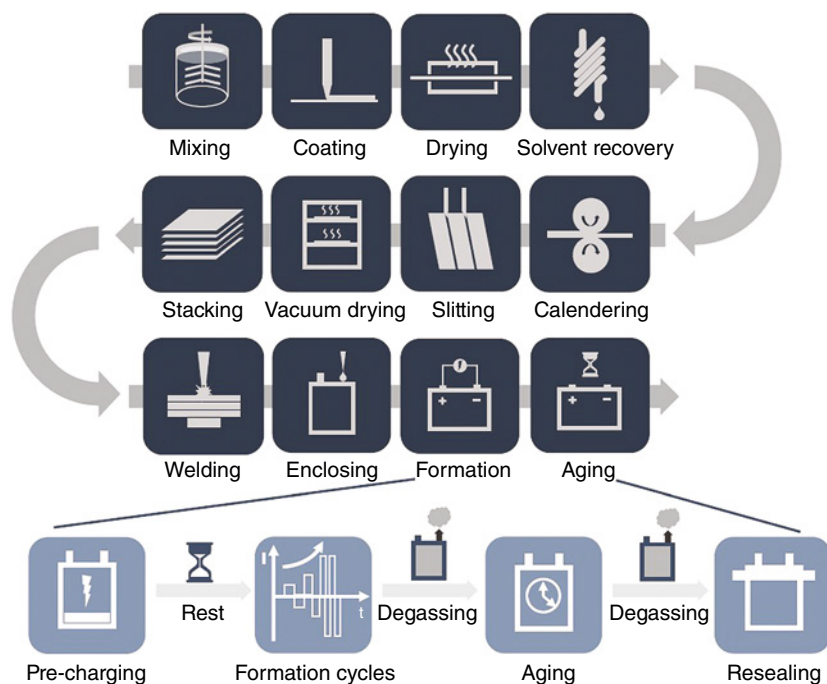 Mixing
Coating
Drying
Solvent recovery
Stacking
Vacuum drying
Slitting
Calendering
+ -
+ -
Welding
Enclosing
Formation
Aging
I
t
Rest
Degassing
Degassing
Pre-charging
Formation cycles
Aging
Resealing